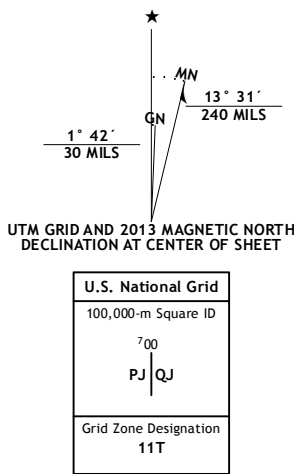 ★
MN
GN
13° 31´
240 MILS
1° 42´
30 MILS
UTM GRID AND 2013 MAGNETIC NORTH
DECLINATION AT CENTER OF SHEET
U.S. National Grid
100,000-m Square ID
⁷00
PJ QJ
Grid Zone Designation
11T